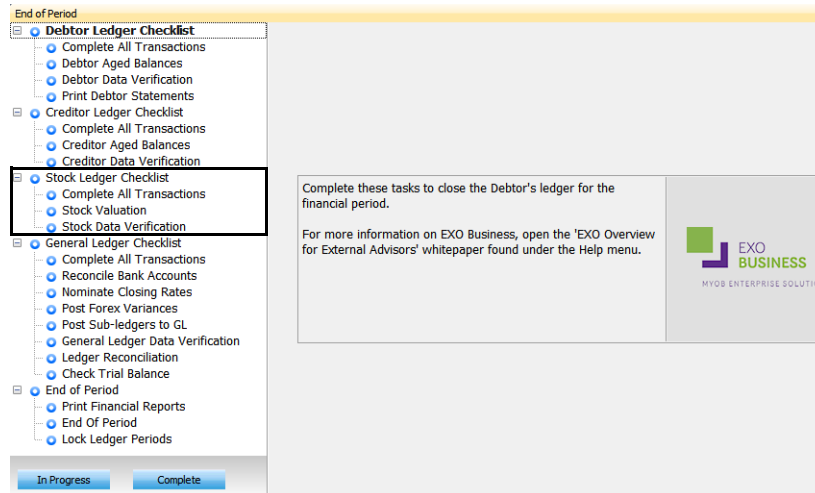 End of Period
Debtor Ledger Checklist
Complete All Transactions
Debtor Aged Balances
Debtor Data Verification
Print Debtor Statements
Creditor Ledger Checklist
Complete All Transactions
Creditor Aged Balances
Creditor Data Verification
Stock Ledger Checklist
Complete All Transactions
Stock Valuation
Stock Data Verification
General Ledger Checklist
Complete All Transactions
Reconcile Bank Accounts
Nominate Closing Rates
Post Forex Variances
Post Sub-ledgers to GL
General Ledger Data Verification
Ledger Reconciliation
Check Trial Balance
End of Period
Print Financial Reports
End Of Period
Lock Ledger Periods
In Progress
Complete
Complete these tasks to close the Debtor's ledger for the
financial period.
For more information on EXO Business, open the 'EXO Overview
for External Advisors' whitepaper found under the Help menu.
EXO
BUSINESS
MYOB ENTERPRISE SOLUTI